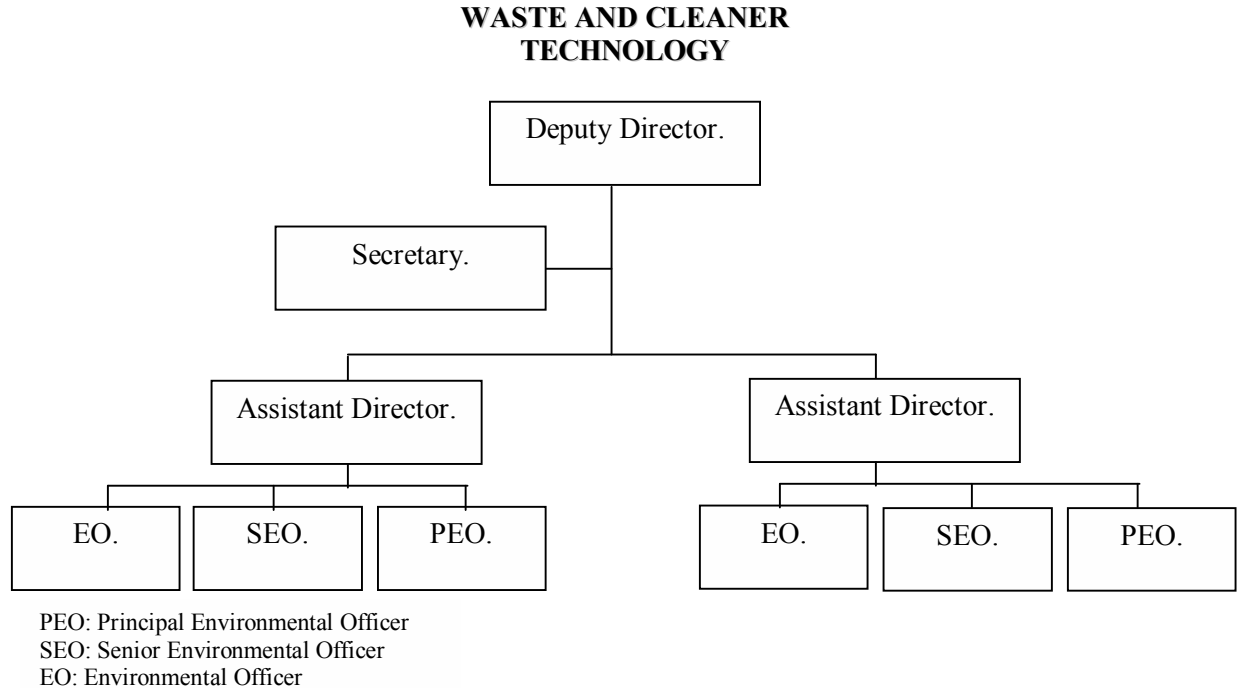 WASTE AND CLEANER
TECHNOLOGY
Deputy Director.
Secretary.
Assistant Director.
Assistant Director.
EO.
SEO.
PEO.
EO.
SEO.
PEO.
PEO: Principal Environmental Officer
SEO: Senior Environmental Officer
EO: Environmental Officer